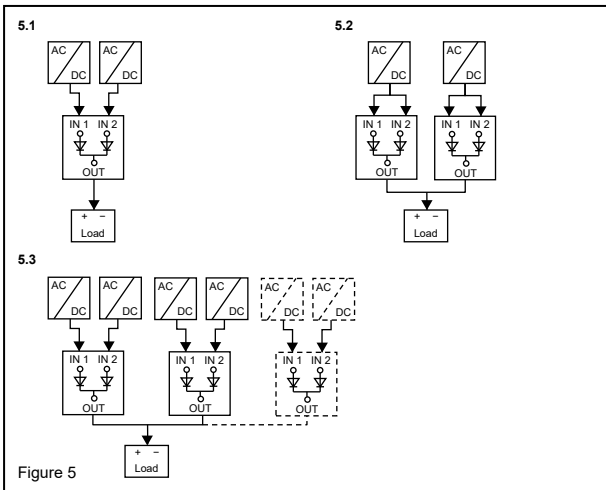 5.1
5.2
AC DC AC DC
AC DC AC DC
IN 1 IN 2
OUT
IN 1 IN 2
OUT
IN 1 IN 2
OUT
+ −
Load
+ −
Load
5.3
AC DC AC DC AC DC AC DC AC DC AC DC
IN 1 IN 2
OUT
IN 1 IN 2
OUT
IN 1 IN 2
OUT
+ −
Load
Figure 5